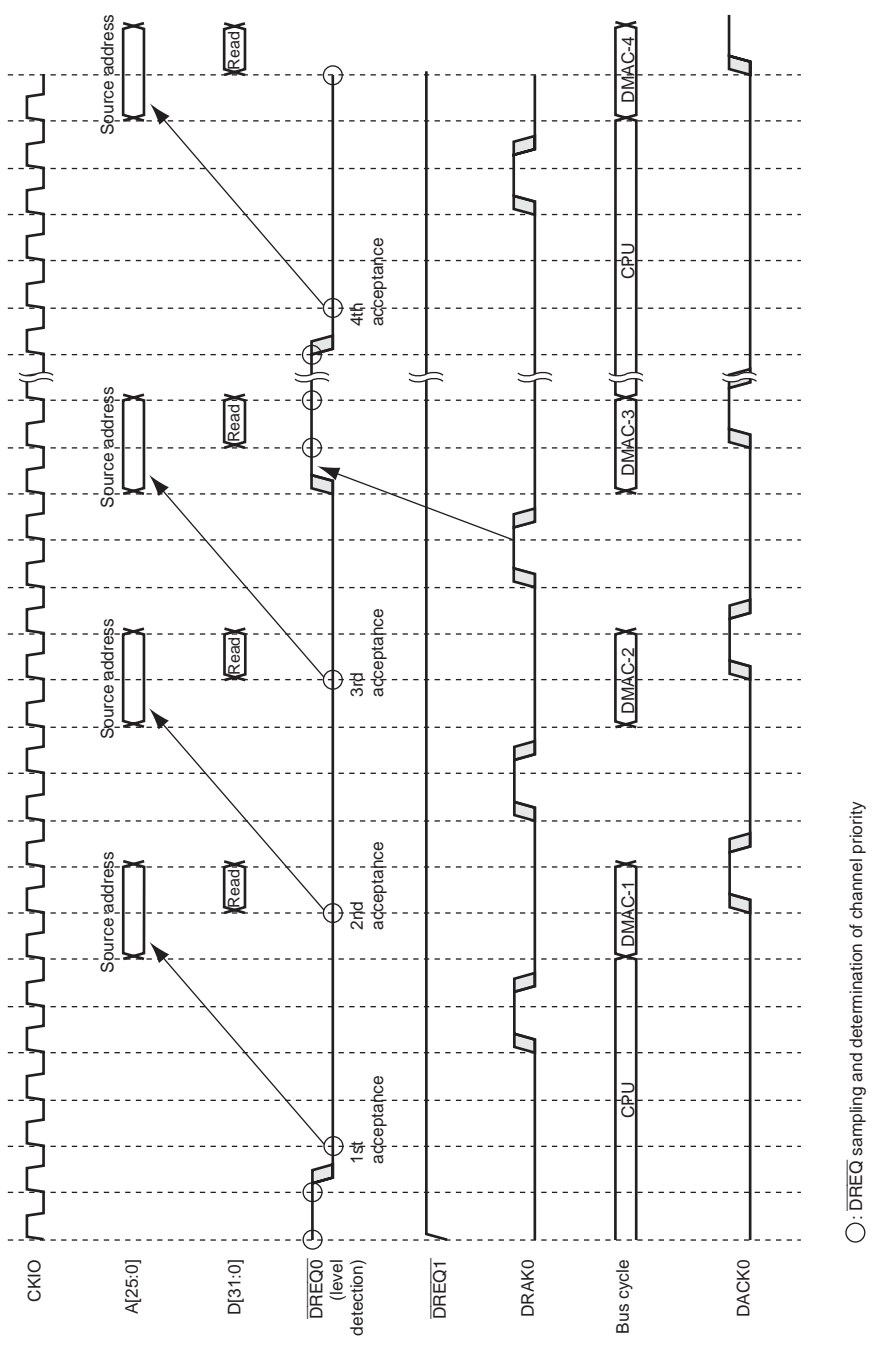 CKIO
A[25:0]
Source address
Source address
Source address
Source address
D[31:0]
Read
Read
Read
Read
DREQ0
(level
detection)
1st
acceptance
2nd
acceptance
3rd
acceptance
4th
acceptance
DREQ1
DRAK0
Bus cycle
CPU
DMAC-1
DMAC-2
DMAC-3
CPU
DMAC-4
DACK0
: DREQ sampling and determination of channel priority